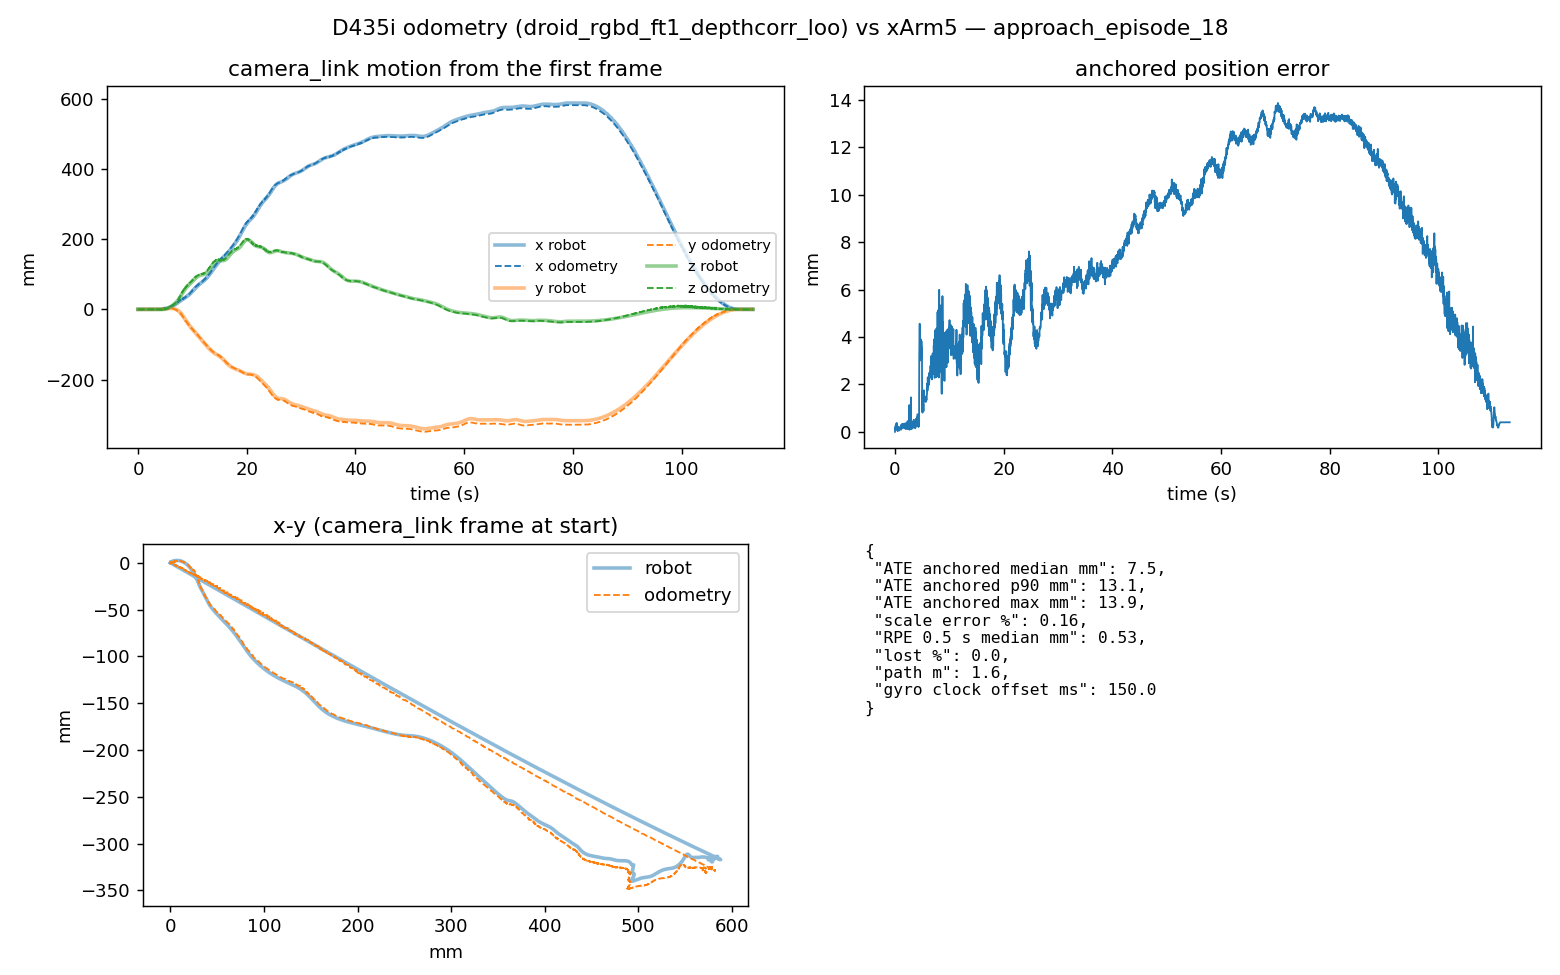 D435i odometry (droid_rgbd_ft1_depthcorr_loo) vs xArm5 — approach_episode_18
camera_link motion from the first frame
600
400
200
0
−200
mm
0 20 40 60 80 100
time (s)
x robot
x odometry
y robot
y odometry
z robot
z odometry
anchored position error
14
12
10
8
6
4
2
0
mm
0 20 40 60 80 100
time (s)
x-y (camera_link frame at start)
0
−50
−100
−150
−200
−250
−300
−350
mm
0 100 200 300 400 500 600
mm
robot
odometry
{
"ATE anchored median mm": 7.5,
"ATE anchored p90 mm": 13.1,
"ATE anchored max mm": 13.9,
"scale error %": 0.16,
"RPE 0.5 s median mm": 0.53,
"lost %": 0.0,
"path m": 1.6,
"gyro clock offset ms": 150.0
}